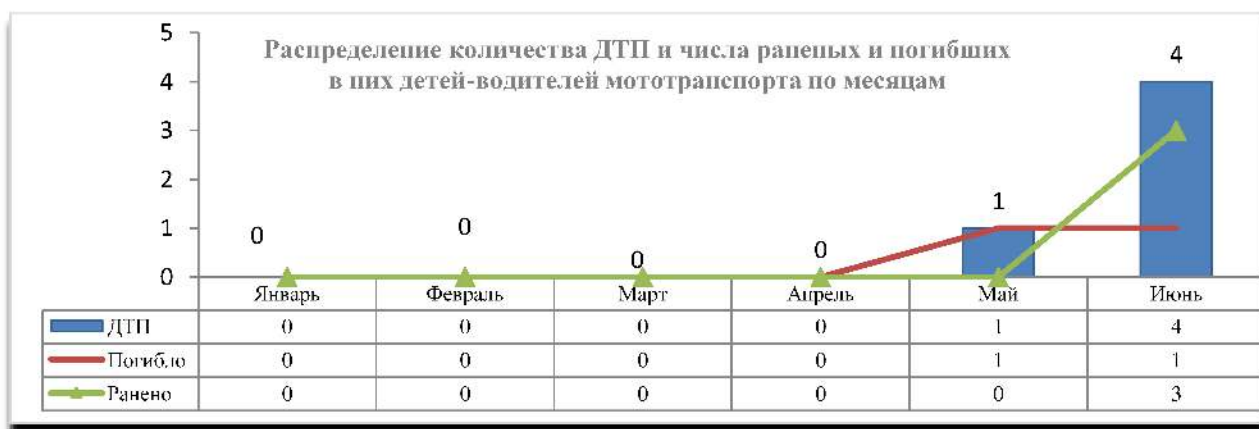 5
Распределение количества ДТП и числа раненых и погибших
4
в них детей-водителей мототранспорта по месяцам
4
3
2
1
0
0
0
0
1
0
Январь Февраль Март Апрель Май Июнь
ДТП 0 0 0 0 1 4
Погибло 0 0 0 0 1 1
Ранено 0 0 0 0 0 3